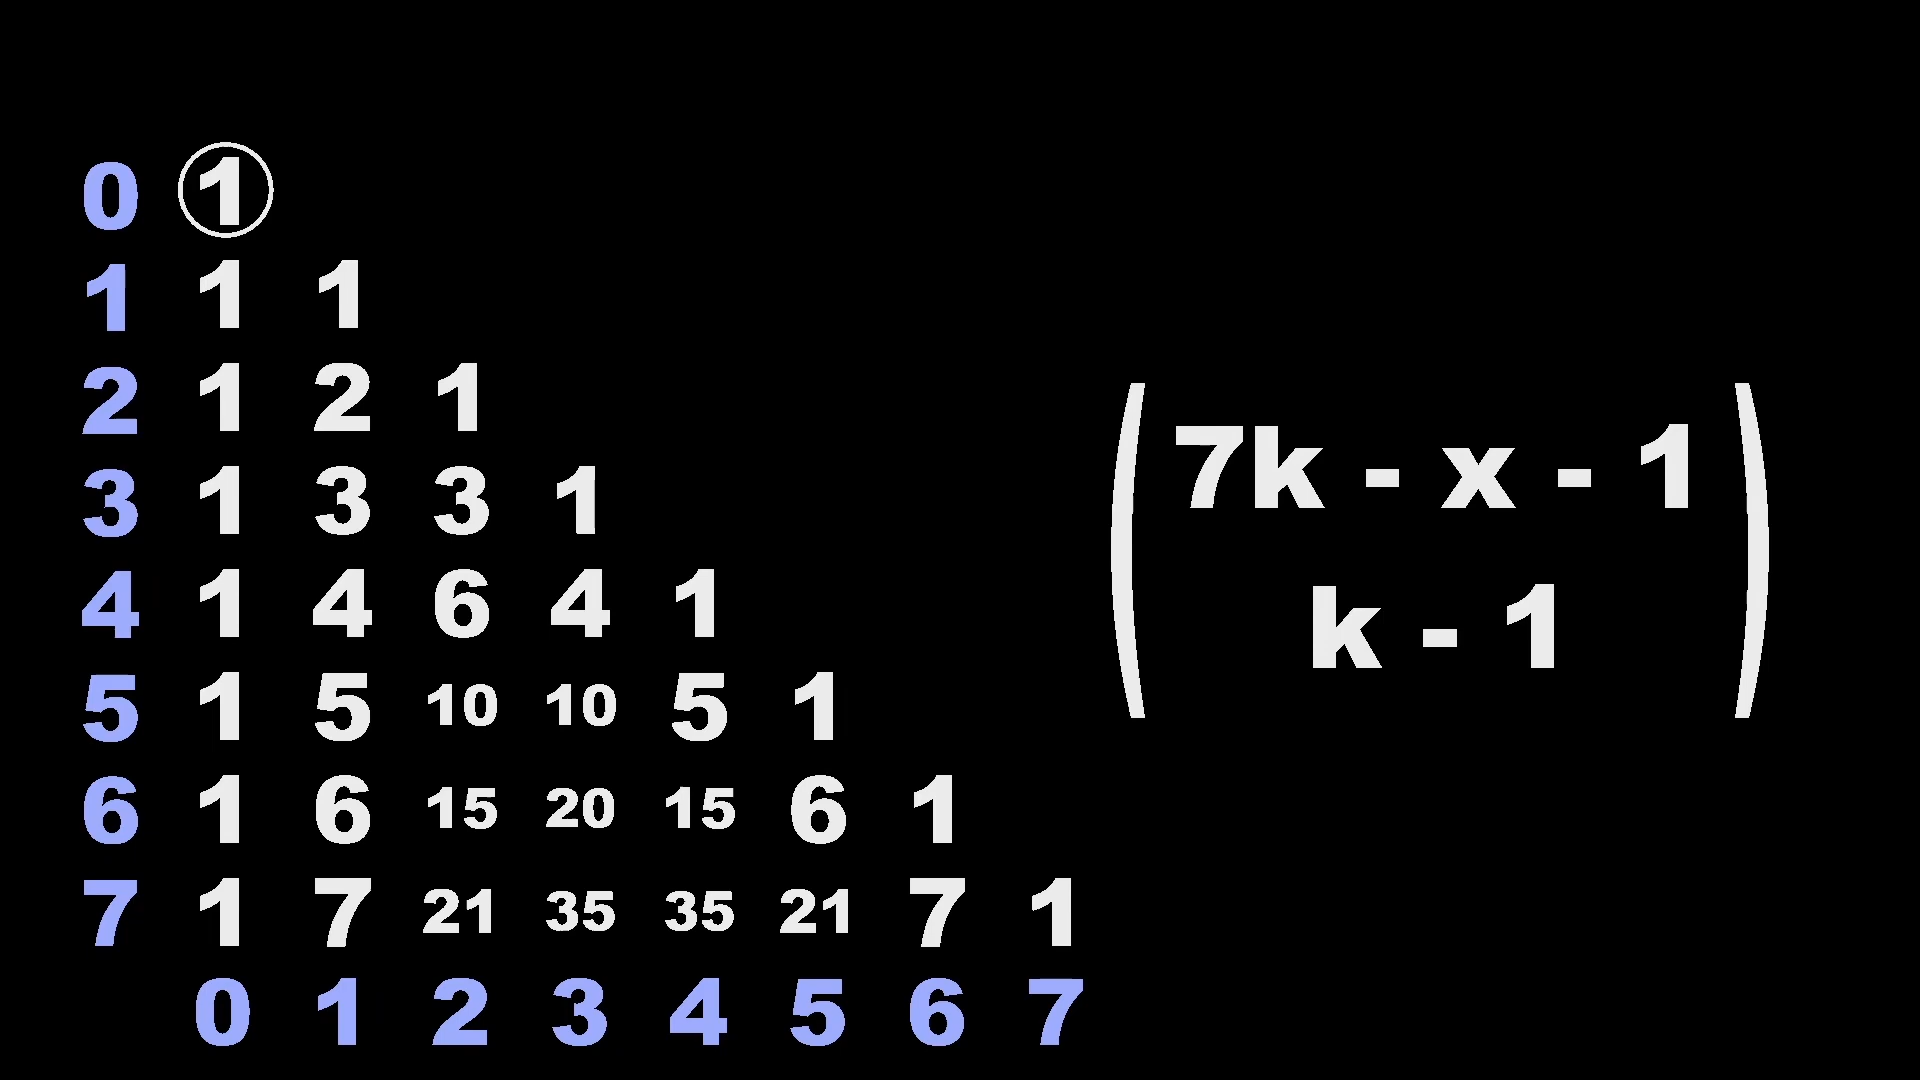 0 1
1 1 1
2 1 2 1
3 1 3 3 1
4 1 4 6 4 1
5 1 5 10 10 5 1
6 1 6 15 20 15 6 1
7 1 7 21 35 35 21 7 1
0 1 2 3 4 5 6 7
7k - x - 1
k - 1